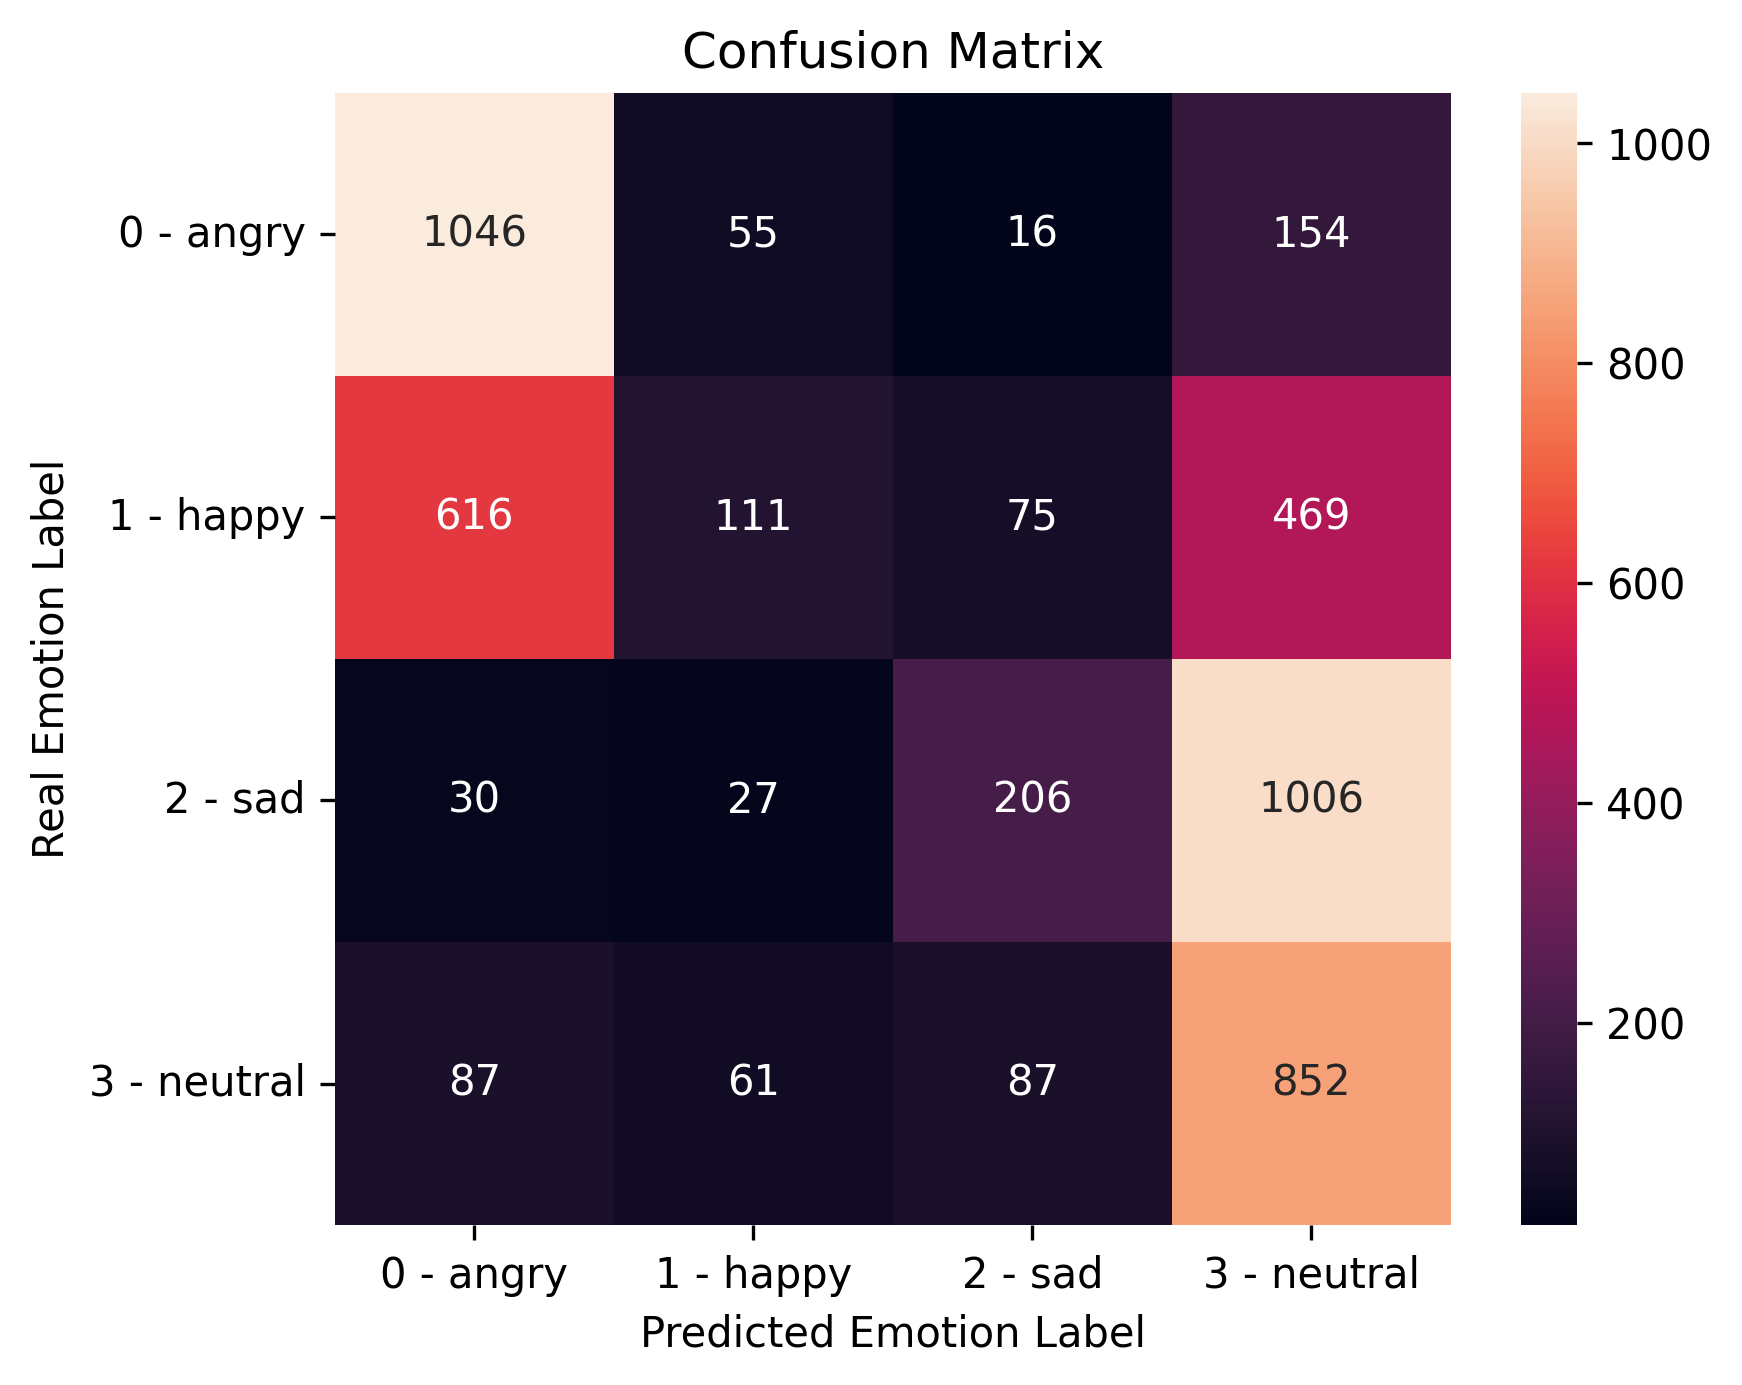 Confusion Matrix
Real Emotion Label
0 - angry 1046 55 16 154
1 - happy 616 111 75 469
2 - sad 30 27 206 1006
3 - neutral 87 61 87 852
0 - angry 1 - happy 2 - sad 3 - neutral
Predicted Emotion Label
1000
800
600
400
200